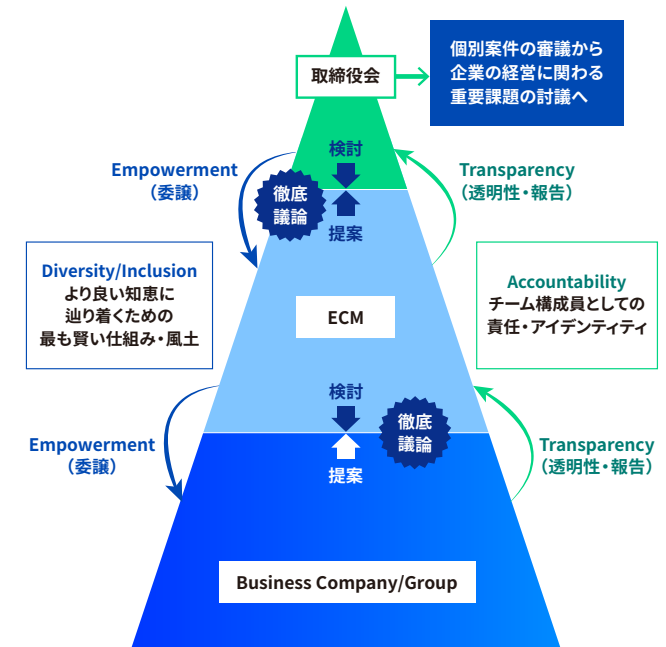 取締役会
個別案件の審議から
企業の経営に関わる
重要課題の討議へ
検討
Empowerment
（委譲）
徹底
議論
Transparency
（透明性・報告）
提案
Diversity/Inclusion
より良い知恵に
辿り着くための
最も賢い仕組み・風土
ECM
Accountability
チーム構成員としての
責任・アイデンティティ
検討
徹底
議論
Empowerment
（委譲）
提案
Transparency
（透明性・報告）
Business Company/Group